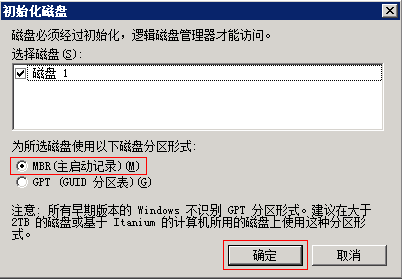 初始化磁盘
磁盘必须经过初始化，逻辑磁盘管理器才能访问。
选择磁盘(S):
磁盘 1
为所选磁盘使用以下磁盘分区形式:
MBR(主启动记录)(M)
GPT (GUID 分区表)(G)
注意: 所有早期版本的 Windows 不识别 GPT 分区形式。建议在大于
2TB 的磁盘或基于 Itanium 的计算机所用的磁盘上使用这种分区形
式。
确定
取消